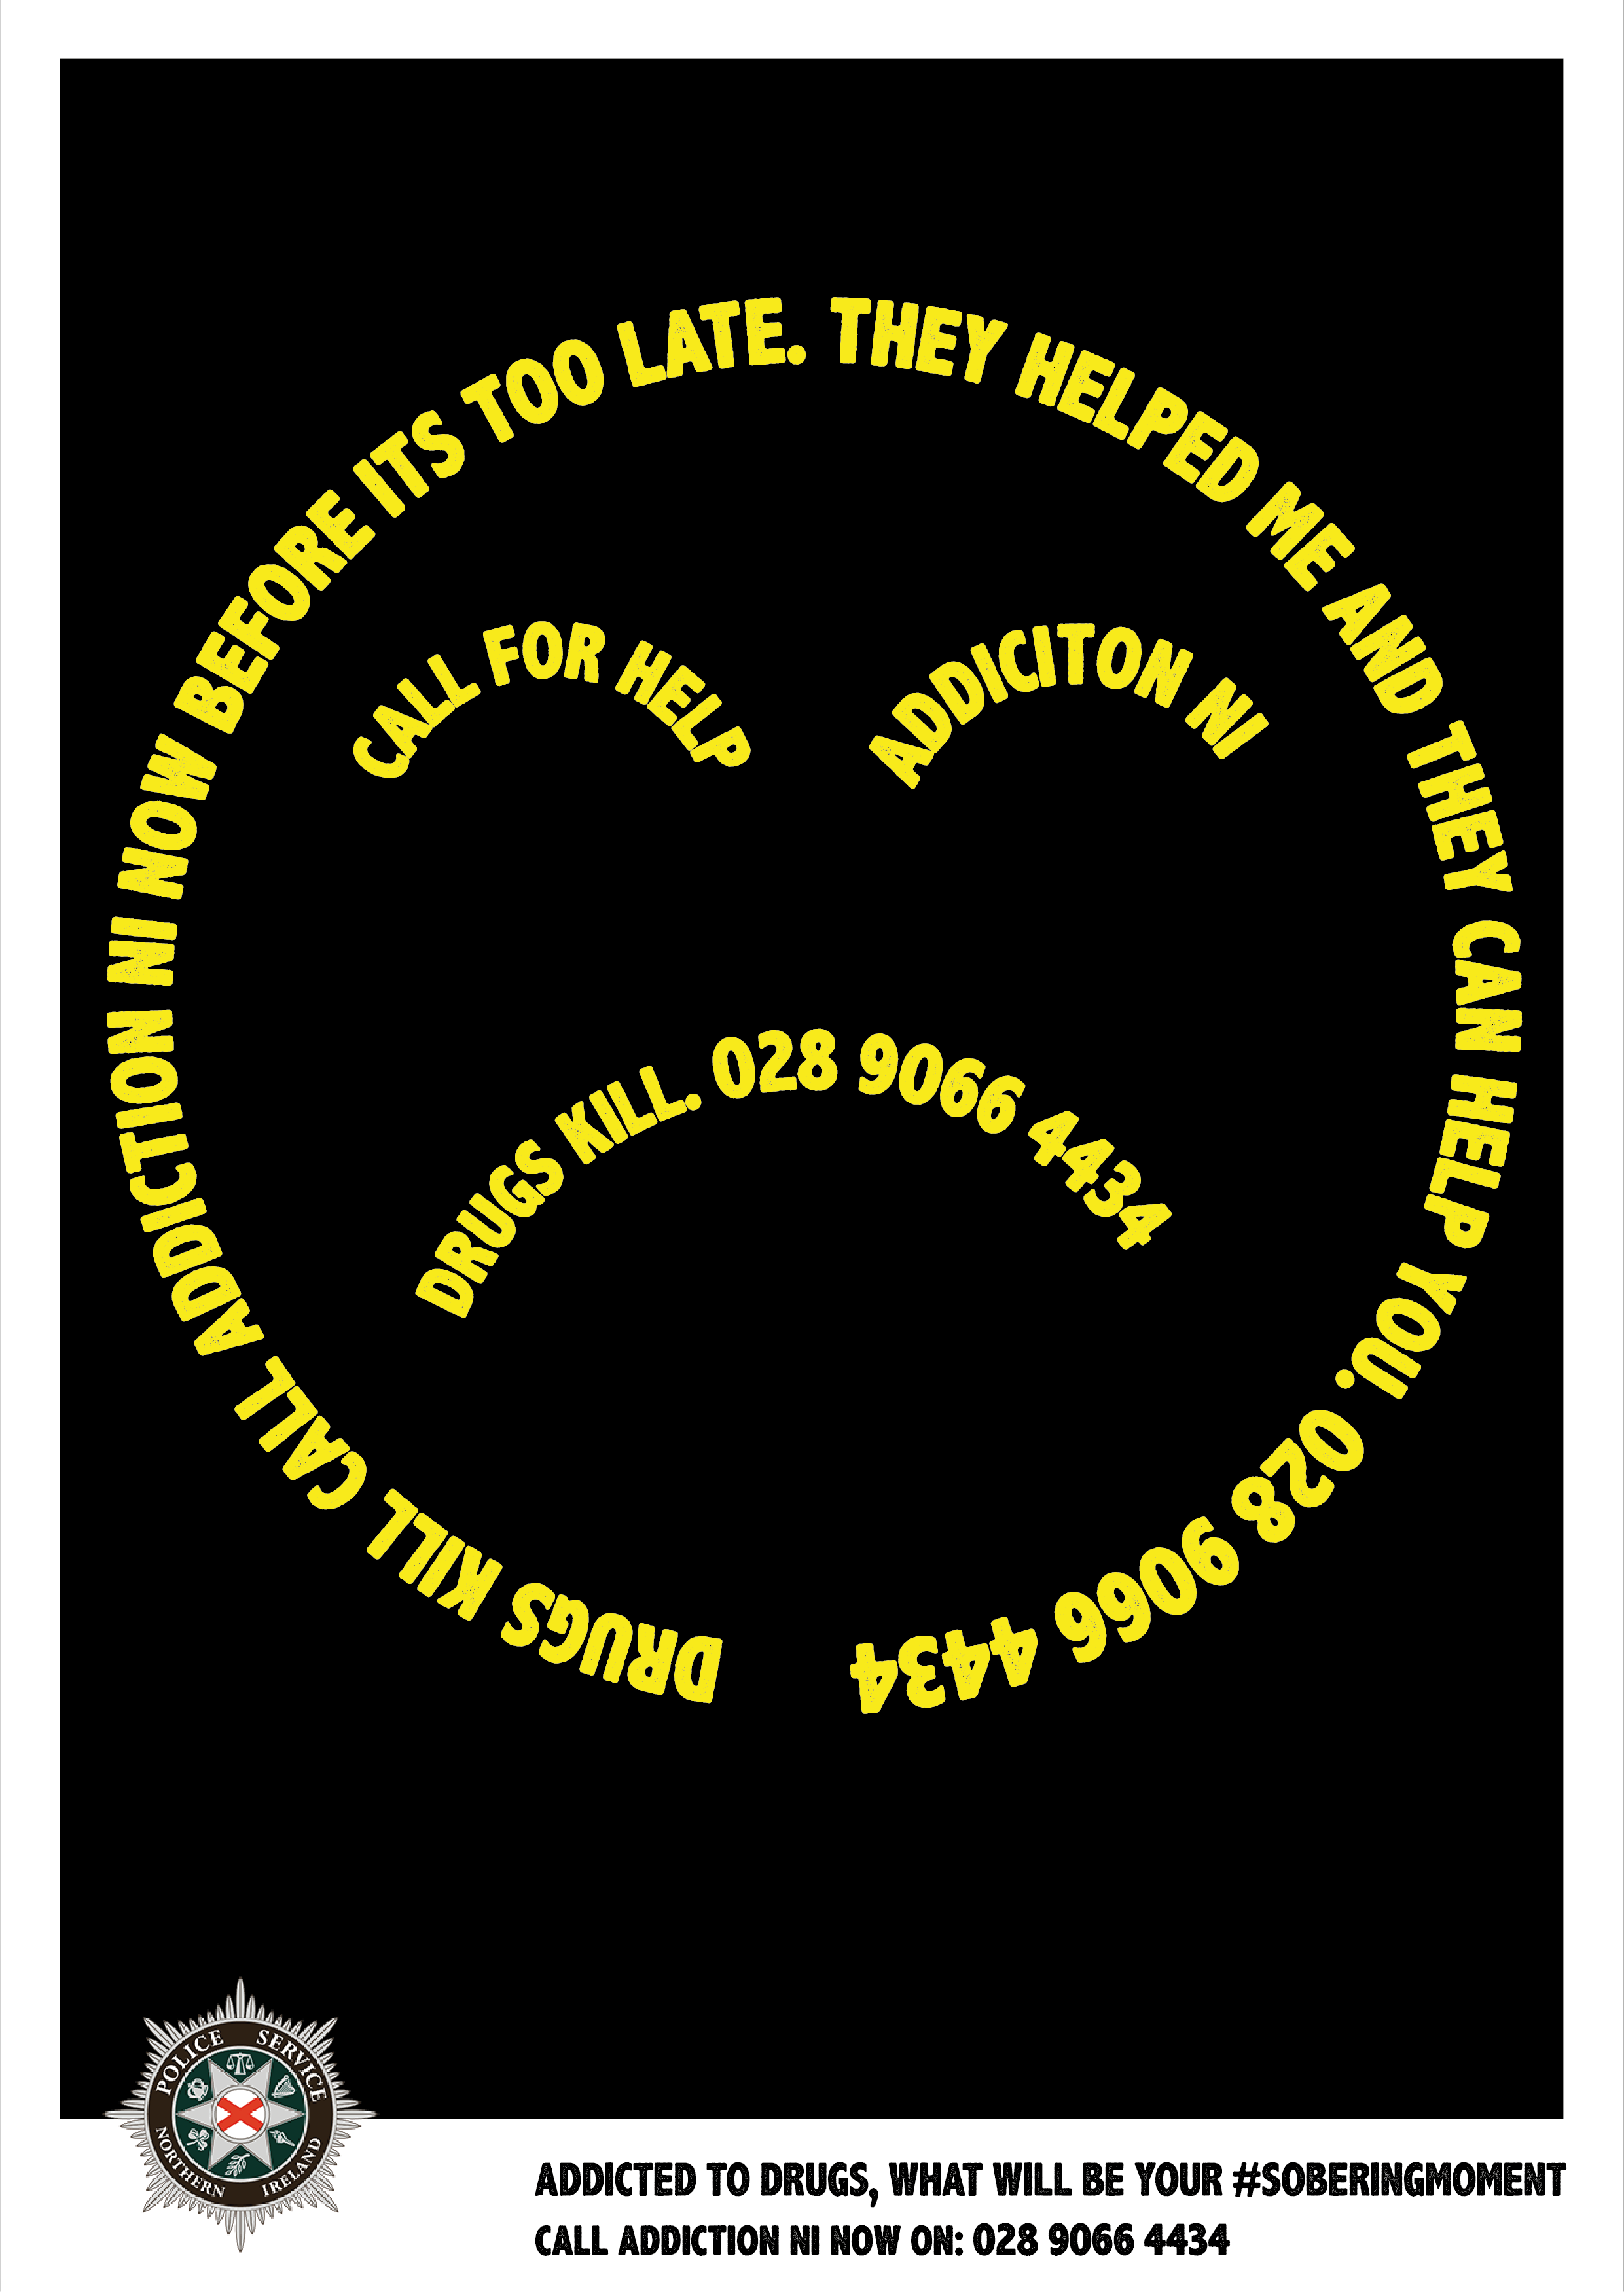 DRUGS KILL CALL ADDICTION NI NOW BEFORE ITS TOO LATE. THEY HELPED ME AND THEY CAN HELP YOU. 028 9066 4434
CALL FOR HELP
ADDICITON NI
DRUGS KILL. 028 9066 4434
POLICE SERVICE
NORTHERN IRELAND
ADDICTED TO DRUGS, WHAT WILL BE YOUR #SOBERINGMOMENT
CALL ADDICTION NI NOW ON: 028 9066 4434